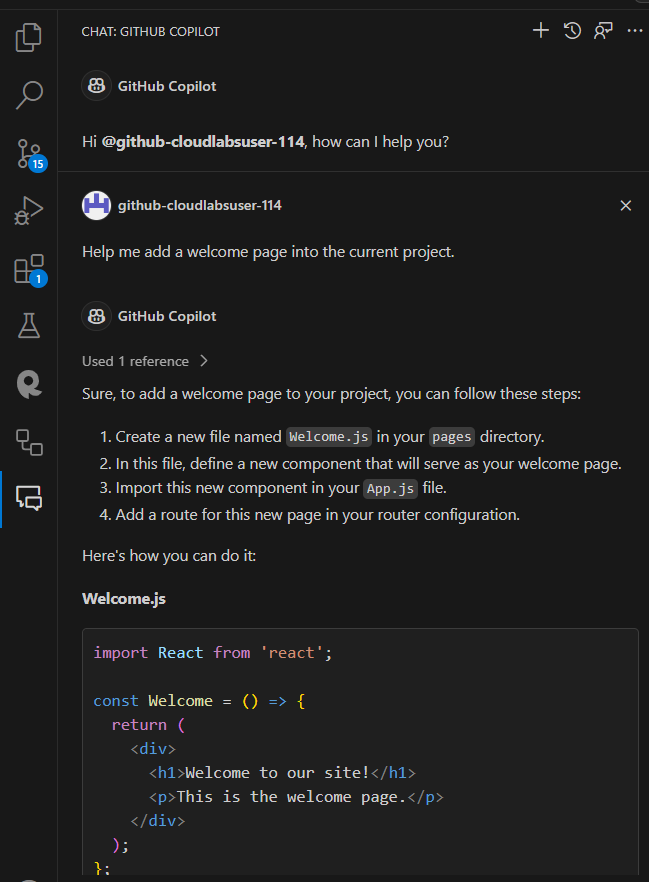 CHAT: GITHUB COPILOT
GitHub Copilot
Hi @github-cloudlabsuser-114, how can I help you?
15
github-cloudlabsuser-114
Help me add a welcome page into the current project.
1
GitHub Copilot
Used 1 reference
Sure, to add a welcome page to your project, you can follow these steps:
1. Create a new file named Welcome.js in your pages directory.
2. In this file, define a new component that will serve as your welcome page.
3. Import this new component in your App.js file.
4. Add a route for this new page in your router configuration.
Here's how you can do it:
Welcome.js
import React from 'react';
const Welcome = () => {
return (
<div>
<h1>Welcome to our site!</h1>
<p>This is the welcome page.</p>
</div>
);
};